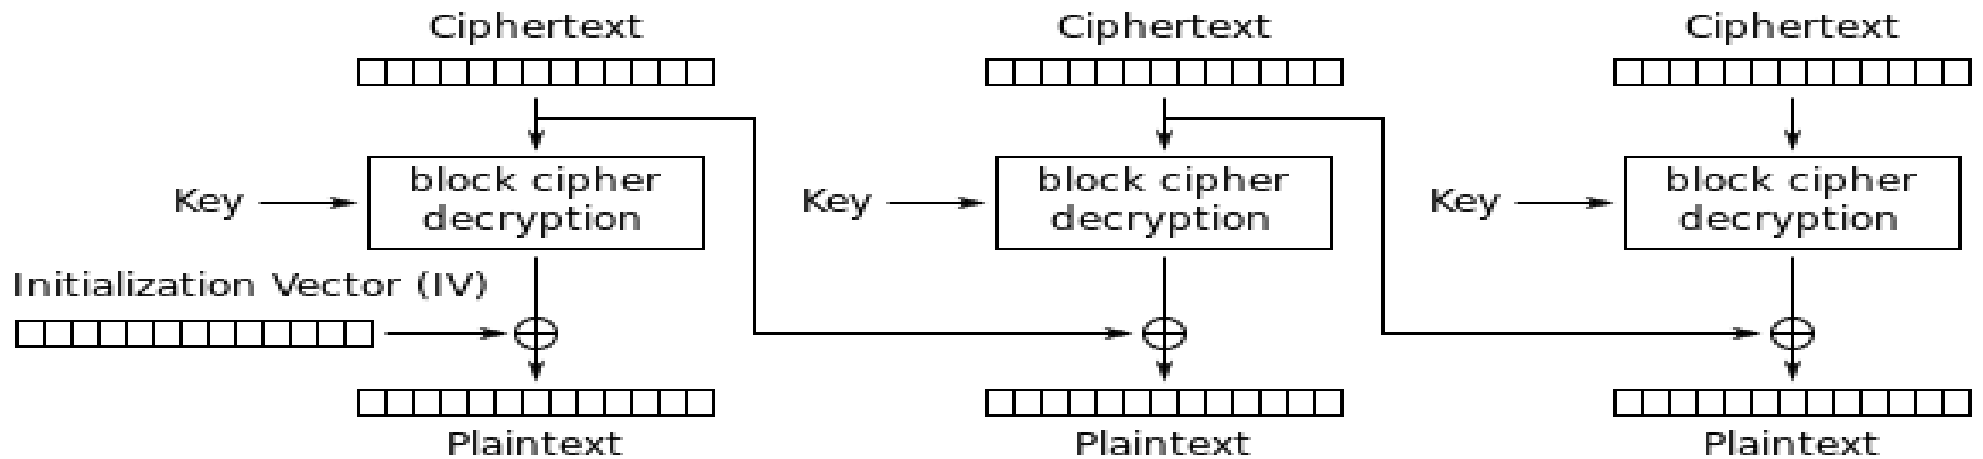 Ciphertext
Ciphertext
Ciphertext
Key
block cipher
decryption
Key
block cipher
decryption
Key
block cipher
decryption
Initialization Vector (IV)
Plaintext
Plaintext
Plaintext